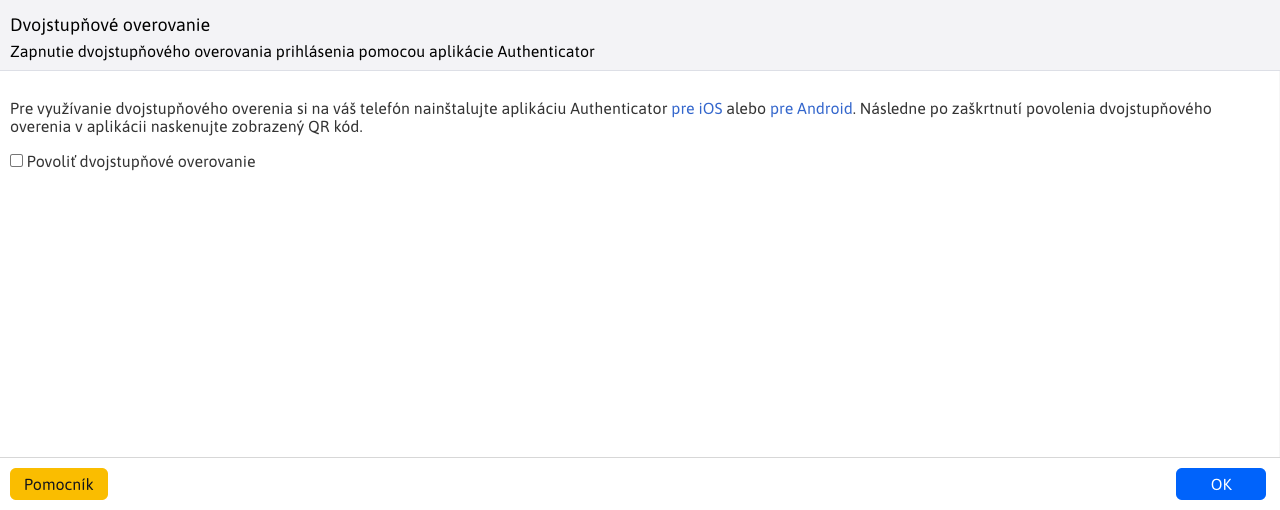 Dvojstupňové overovanie
Zapnutie dvojstupňového overovania prihlásenia pomocou aplikácie Authenticator
Pre využívanie dvojstupňového overenia si na váš telefón nainštalujte aplikáciu Authenticator pre iOS alebo pre Android. Následne po zaškrtnutí povolenia dvojstupňového
overenia v aplikácii naskenujte zobrazený QR kód.
Povoliť dvojstupňové overovanie
Pomocník
OK